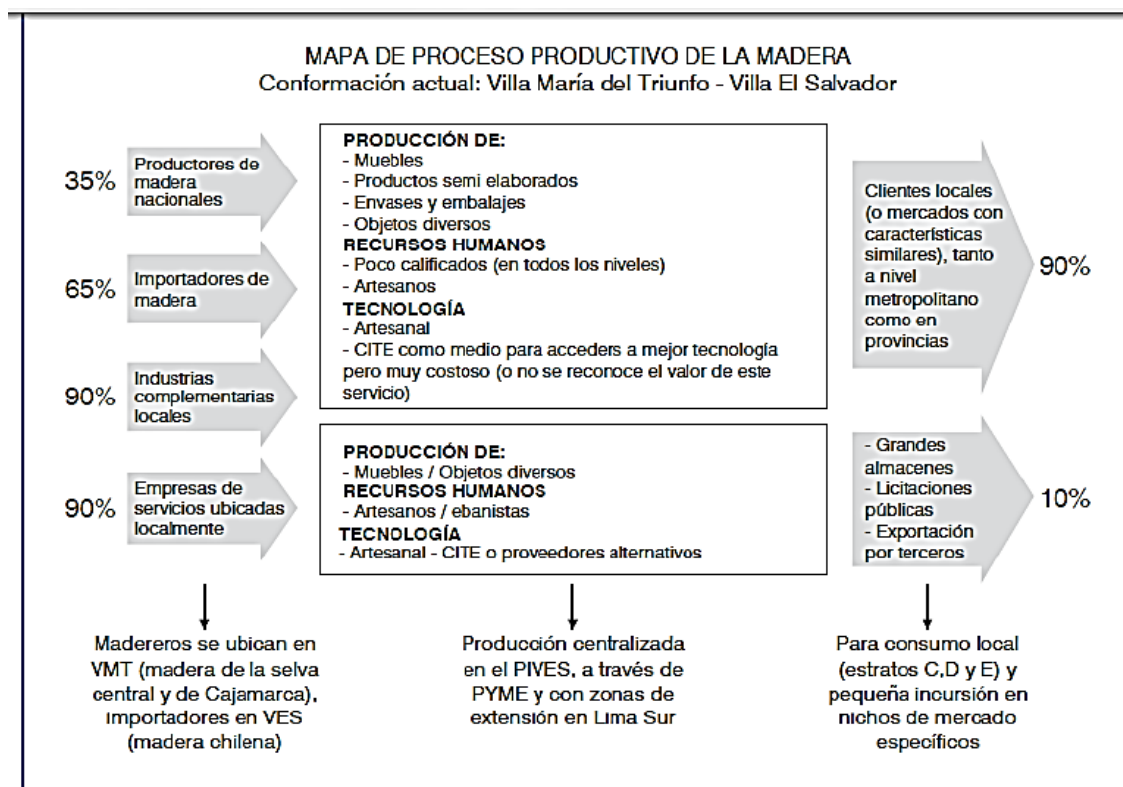 MAPA DE PROCESO PRODUCTIVO DE LA MADERA
Conformación actual: Villa María del Triunfo - Villa El Salvador
35%
Productores de
madera
nacionales
65%
Importadores de
madera
90%
Industrias
complementarias
locales
90%
Empresas de
servicios ubicadas
localmente
PRODUCCIÓN DE:
- Muebles
- Productos semi elaborados
- Envases y embalajes
- Objetos diversos
RECURSOS HUMANOS
- Poco calificados (en todos los niveles)
- Artesanos
TECNOLOGÍA
- Artesanal
- CITE como medio para acceders a mejor tecnología
pero muy costoso (o no se reconoce el valor de este
servicio)
PRODUCCIÓN DE:
- Muebles / Objetos diversos
RECURSOS HUMANOS
- Artesanos / ebanistas
TECNOLOGÍA
- Artesanal - CITE o proveedores alternativos
Clientes locales
(o mercados con
características
similares), tanto
a nivel
metropolitano
como en
provincias
90%
- Grandes
almacenes
- Licitaciones
públicas
- Exportación
por terceros
10%
Madereros se ubican en
VMT (madera de la selva
central y de Cajamarca),
importadores en VES
(madera chilena)
Producción centralizada
en el PIVES, a través de
PYME y con zonas de
extensión en Lima Sur
Para consumo local
(estratos C,D y E) y
pequeña incursión en
nichos de mercado
específicos